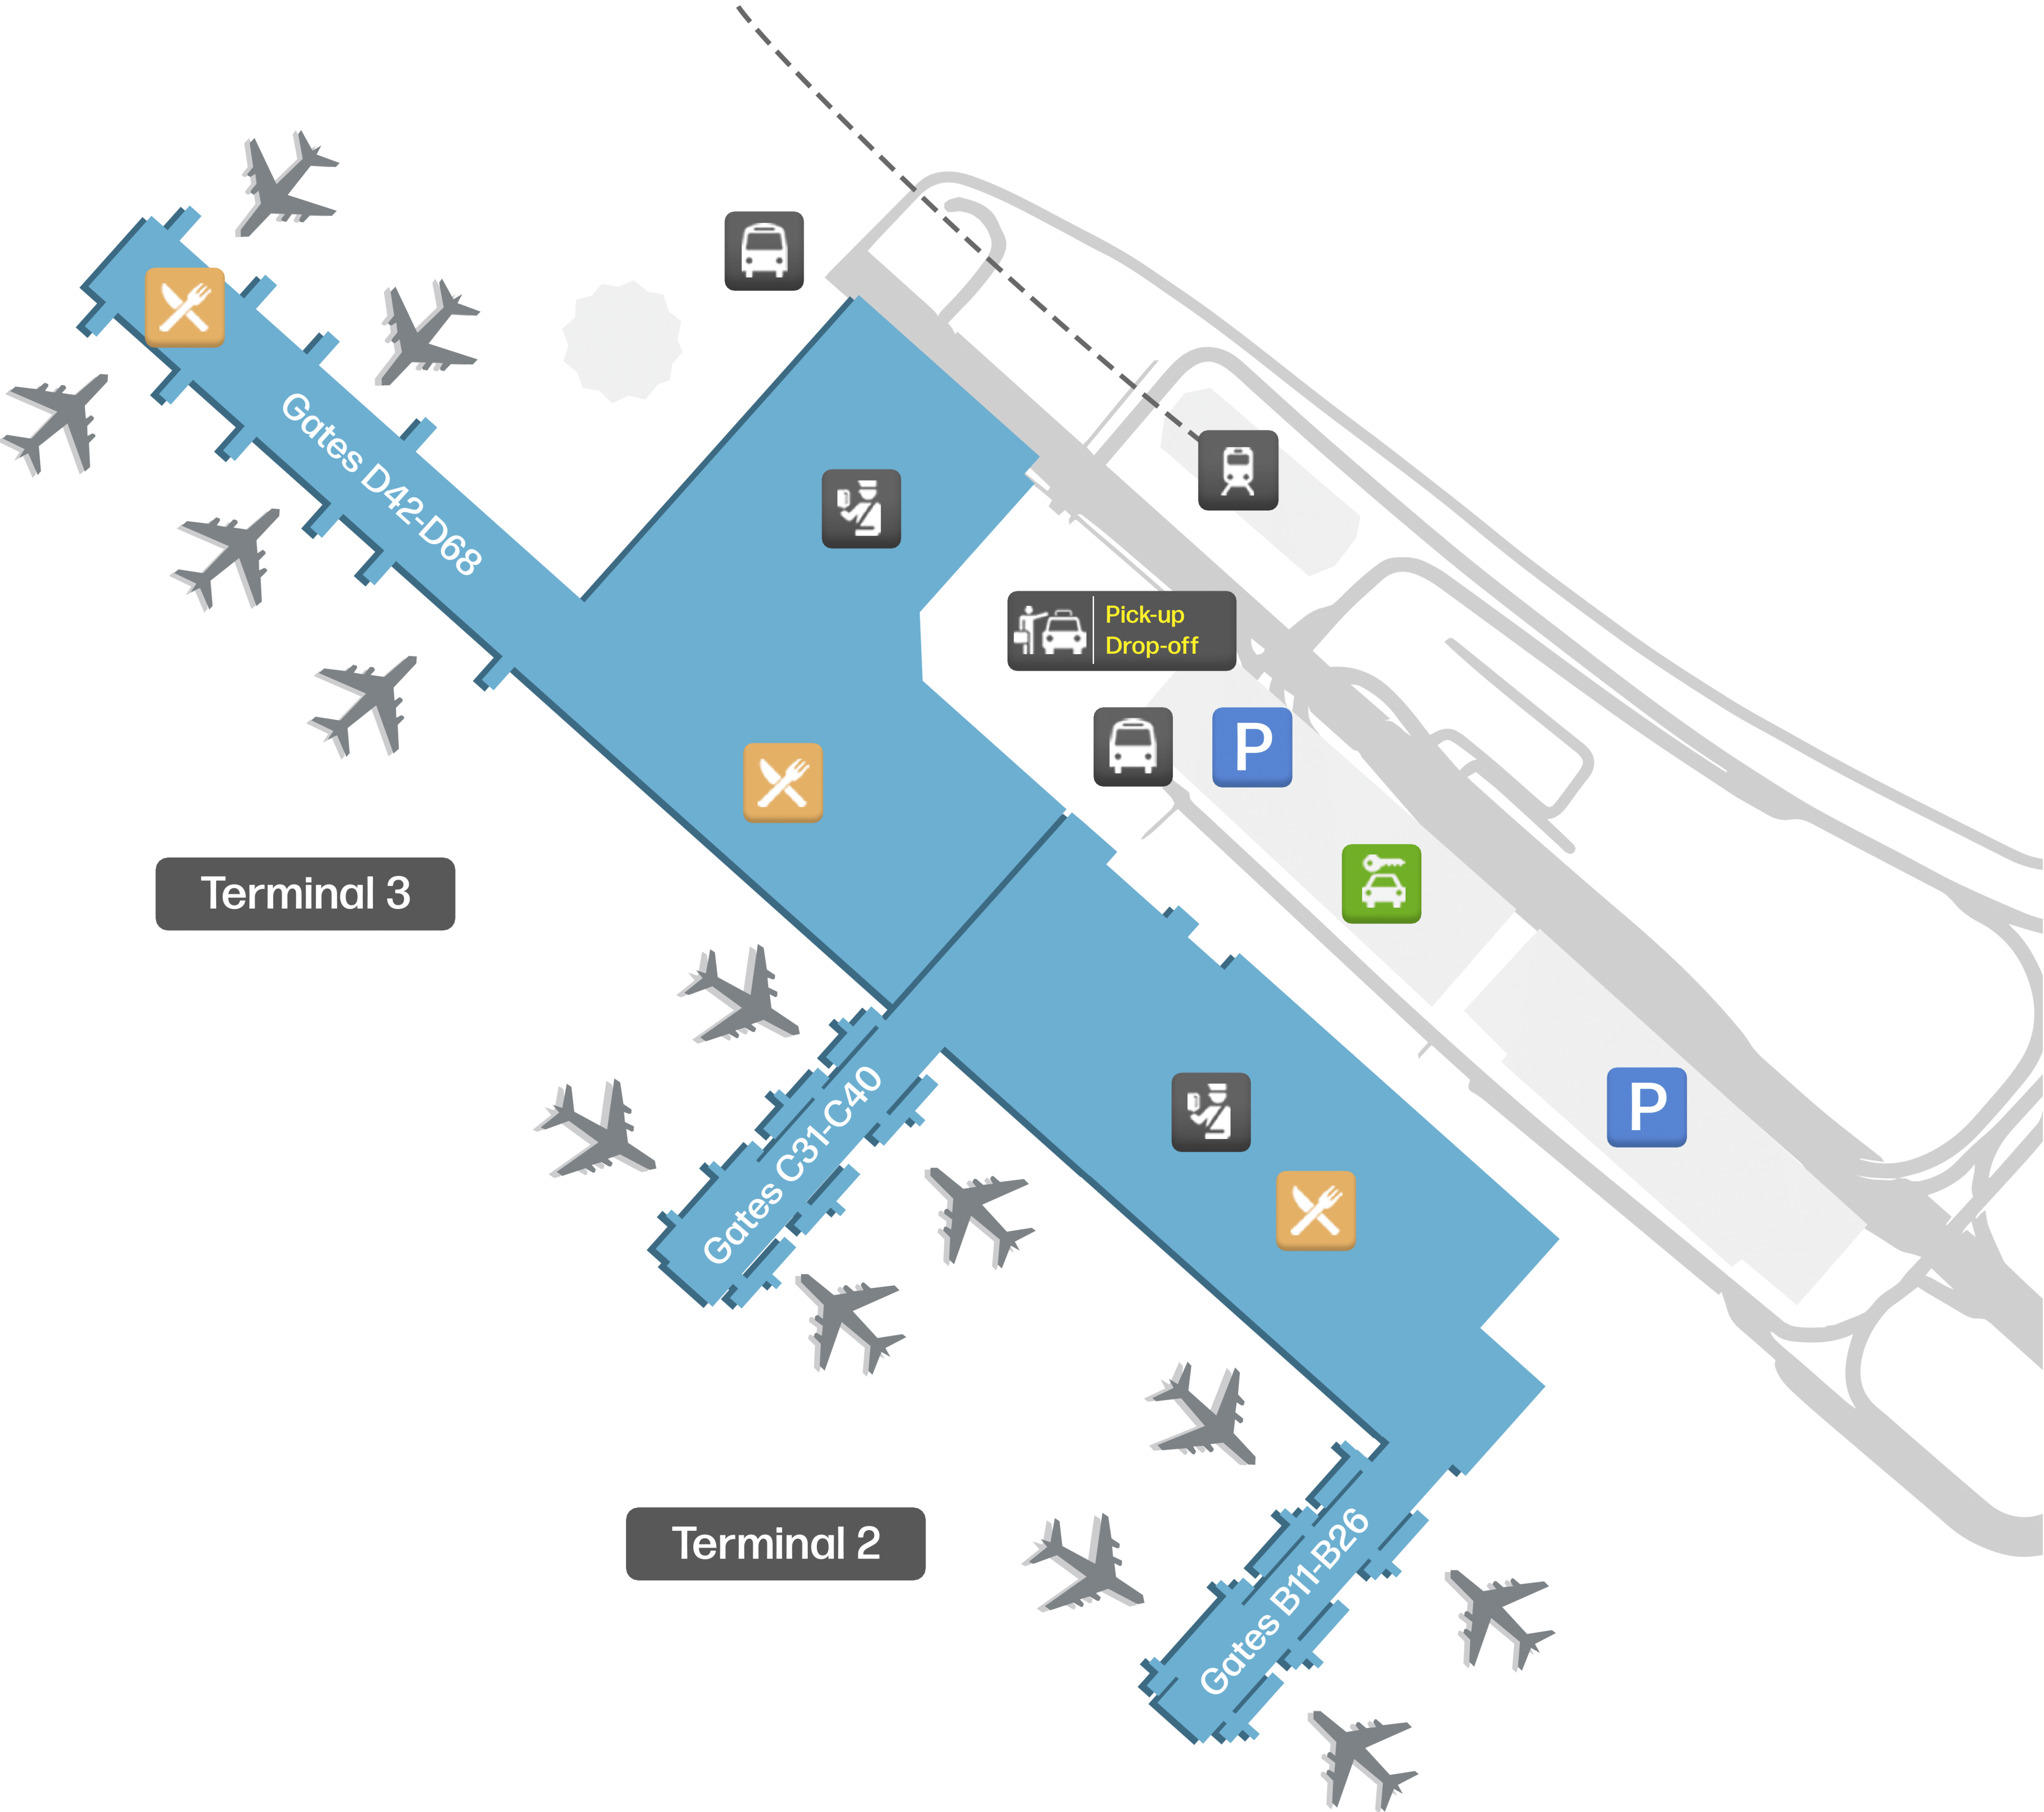 Gates D42-D68
Pick-up
Drop-off
P
Terminal 3
Gates C31-C40
P
Terminal 2
Gates B11-B26